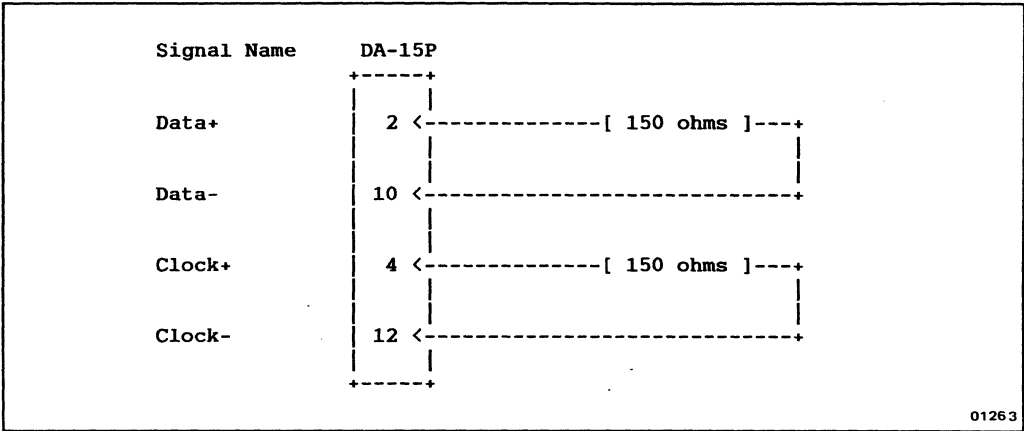 Signal Name DA-15P
+-----+
Data+ 2 <--------------[ 150 ohms ]----+
Data- 10 <-----------------------------+
Clock+ 4 <--------------[ 150 ohms ]----+
Clock- 12 <-----------------------------+
+-----+
01263